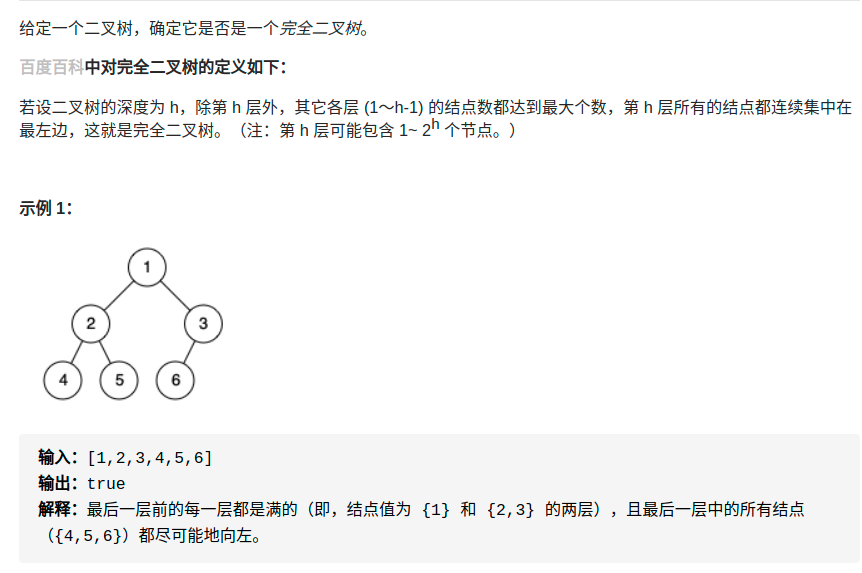 给定一个二叉树，确定它是否是一个完全二叉树。
百度百科中对完全二叉树的定义如下：
若设二叉树的深度为 h，除第 h 层外，其它各层 (1～h-1) 的结点数都达到最大个数，第 h 层所有的结点都连续集中在
最左边，这就是完全二叉树。（注：第 h 层可能包含 1~ 2h 个节点。）
示例 1：
1
2 3
4 5 6
输入：[1,2,3,4,5,6]
输出：true
解释：最后一层前的每一层都是满的（即，结点值为 {1} 和 {2,3} 的两层），且最后一层中的所有结点
（{4,5,6}）都尽可能地向左。